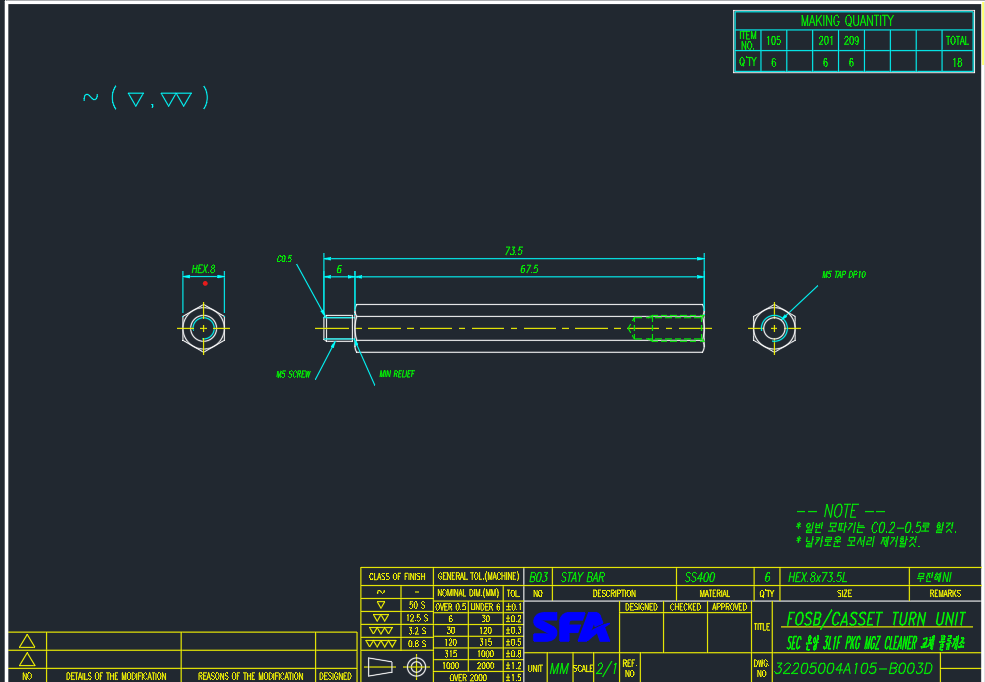 MAKING QUANTITY
ITEM NO. 105 201 209 TOTAL
Q'TY 6 6 6 18
~ ( ▽ , ▽▽ )
73.5
C0.5
HEX.8
6
67.5
M5 TAP DP10
M5 SCREW
MIN RELIEF
-- NOTE --
* 일반 모따기는 C0.2-0.5로 할것.
* 날카로운 모서리 제거할것.
CLASS OF FINISH
~ -
▽ 50 S
▽▽ 12.5 S
▽▽▽ 3.2 S
▽▽▽▽ 0.8 S
GENERAL TOL.(MACHINE)
NOMINAL DIM.(MM) TOL
OVER 0.5 UNDER 6 ±0.1
6 30 ±0.2
30 120 ±0.3
120 315 ±0.5
315 1000 ±0.8
1000 2000 ±1.2
OVER 2000 ±1.5
B03 STAY BAR SS400 6 HEX.8x73.5L 무전해NI
NO DESCRIPTION MATERIAL Q'TY SIZE REMARKS
SFA
DESIGNED CHECKED APPROVED
TITLE FOSB/CASSET TURN UNIT
SEC 온양 3L1F PKG MGZ CLEANER
UNIT MM SCALE 2/1 REF. NO
DWG. NO 32205004A105-B003D
NO DETAILS OF THE MODIFICATION REASONS OF THE MODIFICATION DESIGNED